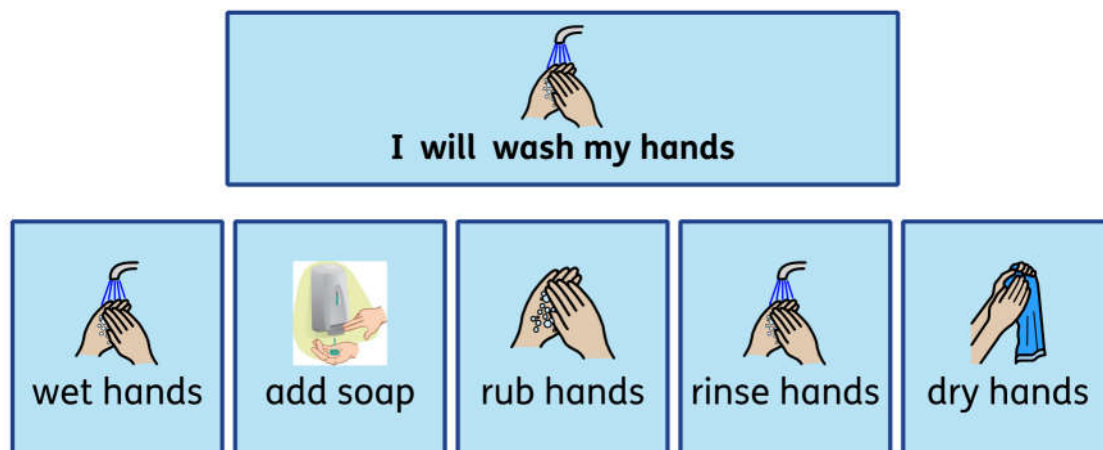 I will wash my hands
wet hands
add soap
rub hands
rinse hands
dry hands